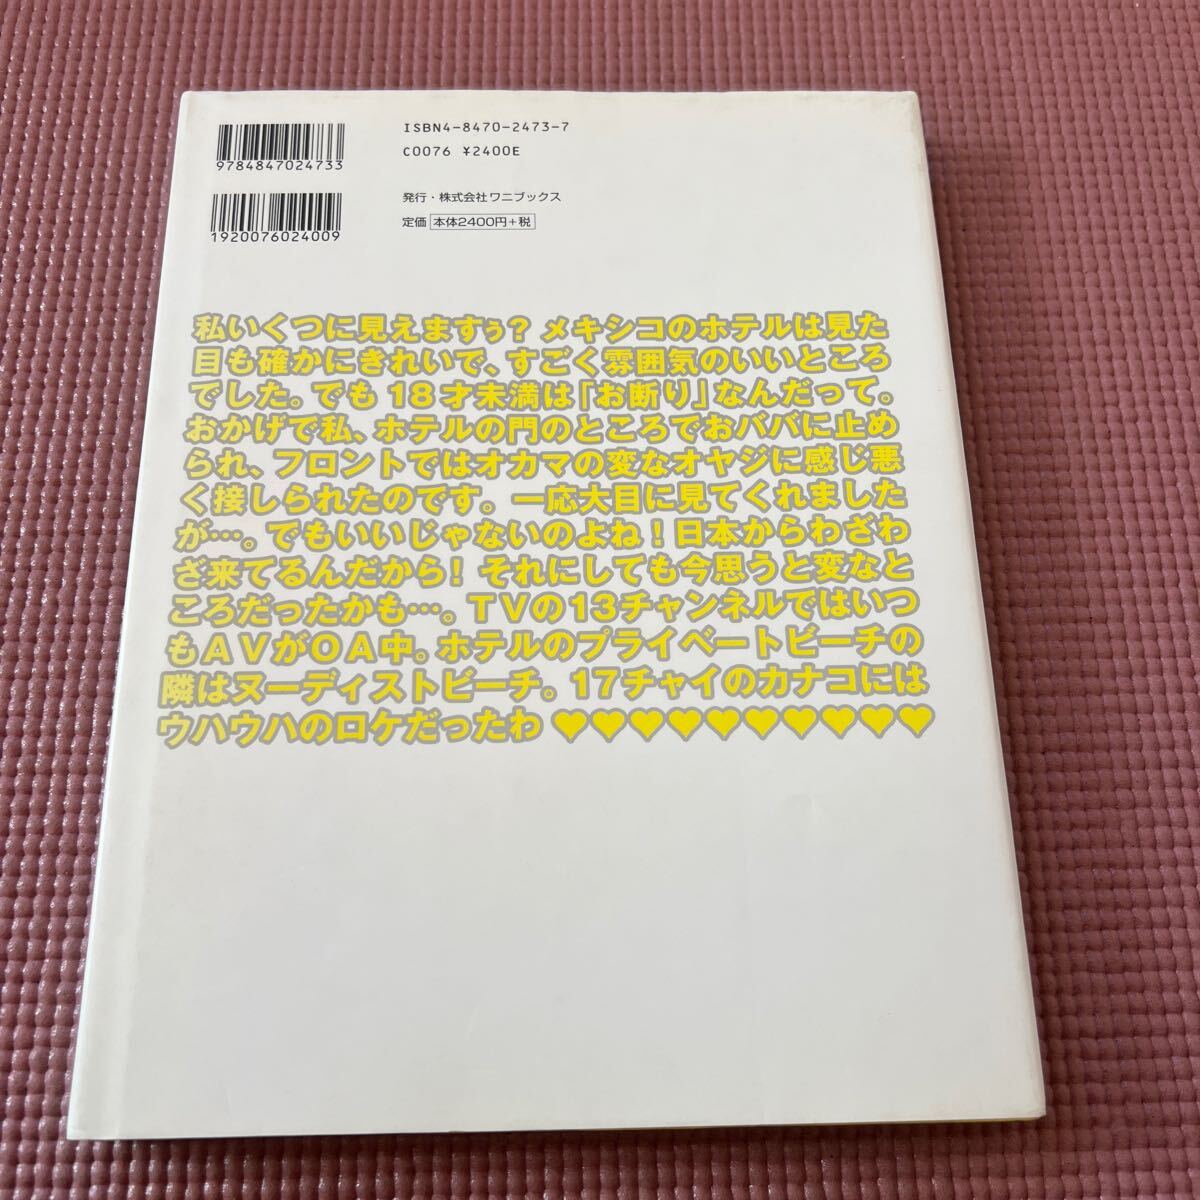 ISBN4-8470-2473-7
C0076 ¥2400E
9784847024733
発行・株式会社ワニブックス
定価 本体2400円+税
1920076024009
私いくつに見えますぅ？メキシコのホテルは見た
目も確かにきれいで、すごく雰囲気のいいところ
でした。でも18才未満は「お断り」なんだって。
おかげで私、ホテルの門のところでおババに止め
られ、フロントではオカマの変なオヤジに感じ悪
く接しられたのです。一応大目に見てくれました
が…。でもいいじゃないのよね！日本からわざわ
ざ来てるんだから！それにしても今思うと変なと
ころだったかも…。TVの13チャンネルではいつ
もAVがOA中。ホテルのプライベートビーチの
隣はヌーディストビーチ。17チャイのカナコには
ウハウハのロケだったわ ♥♥♥♥♥♥♥♥♥♥